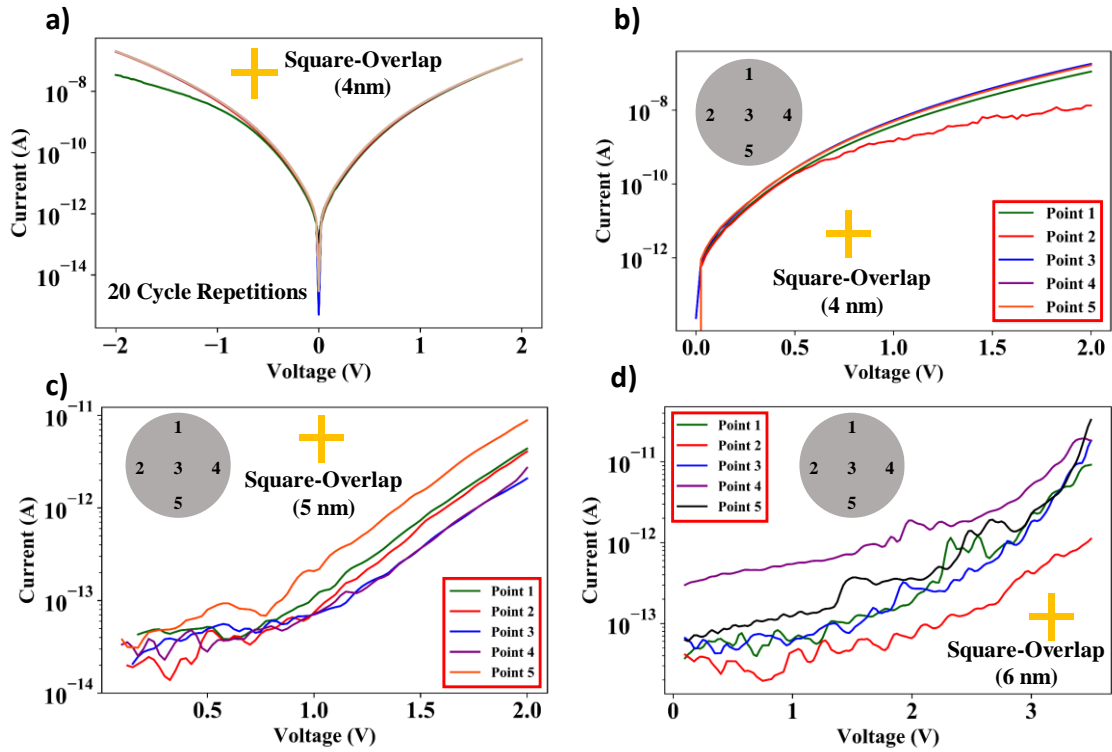 a)
Square-Overlap
(4nm)
Current (A)
10⁻⁸
10⁻¹⁰
10⁻¹²
10⁻¹⁴
20 Cycle Repetitions
−2
−1
0
1
2
Voltage (V)
b)
1
2 3 4
5
Current (A)
10⁻⁸
10⁻¹⁰
10⁻¹²
Square-Overlap
(4 nm)
Point 1
Point 2
Point 3
Point 4
Point 5
0.0
0.5
1.0
1.5
2.0
Voltage (V)
c)
1
2 3 4
5
Square-Overlap
(5 nm)
Current (A)
10⁻¹¹
10⁻¹²
10⁻¹³
10⁻¹⁴
Point 1
Point 2
Point 3
Point 4
Point 5
0.5
1.0
1.5
2.0
Voltage (V)
d)
Point 1
Point 2
Point 3
Point 4
Point 5
1
2 3 4
5
Current (A)
10⁻¹¹
10⁻¹²
10⁻¹³
Square-Overlap
(6 nm)
0
1
2
3
Voltage (V)